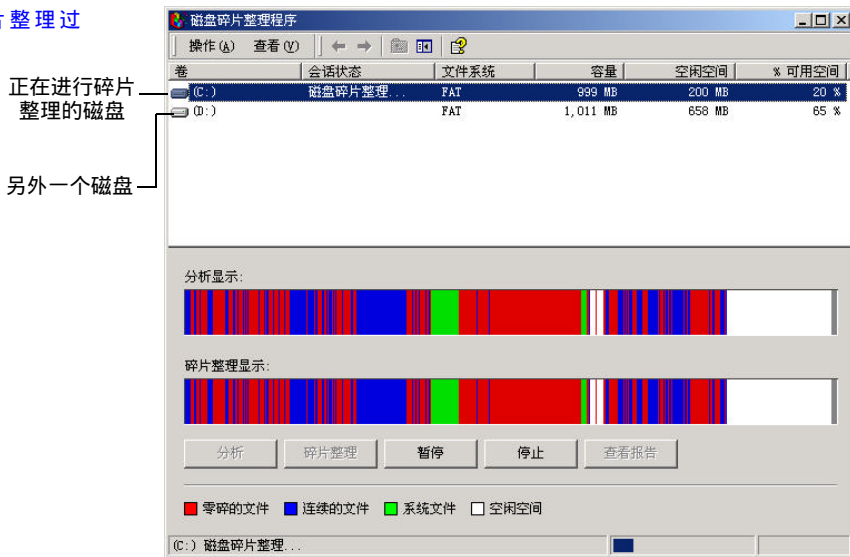 片整理过
正在进行碎片
整理的磁盘
另外一个磁盘
磁盘碎片整理程序
操作(A) 查看(V)
卷 会话状态 文件系统 容量 空闲空间 % 可用空间
(C:) 磁盘碎片整理... FAT 999 MB 200 MB 20 %
(D:) FAT 1,011 MB 658 MB 65 %
分析显示:
碎片整理显示:
分析 碎片整理 暂停 停止 查看报告
零碎的文件 连续的文件 系统文件 空闲空间
(C:) 磁盘碎片整理...